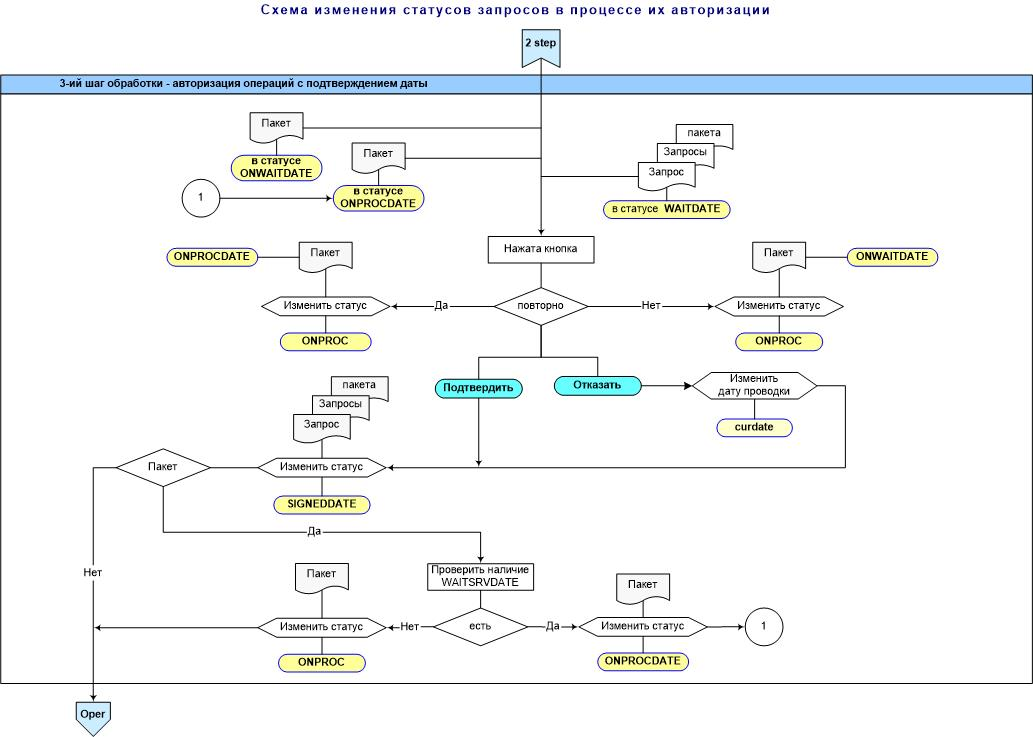 Схема изменения статусов запросов в процессе их авторизации
2 step
3-ий шаг обработки - авторизация операций с подтверждением даты
Пакет
в статусе
ONWAITDATE
Пакет
в статусе
ONPROCDATE
1
пакета
Запросы
Запрос
в статусе WAITDATE
Нажата кнопка
ONPROCDATE
Пакет
Пакет
ONWAITDATE
Изменить статус
Да
повторно
Нет
Изменить статус
ONPROC
ONPROC
Подтвердить
Отказать
Изменить
дату проводки
curdate
пакета
Запросы
Запрос
Пакет
Изменить статус
SIGNEDDATE
Да
Нет
Проверить наличие
WAITSRVDATE
Пакет
Пакет
Изменить статус
Нет
есть
Да
Изменить статус
1
ONPROC
ONPROCDATE
Oper